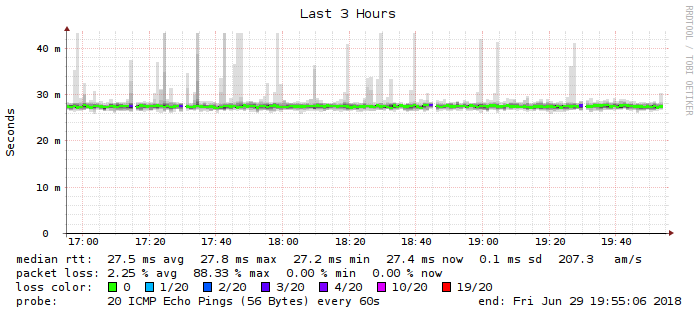 Last 3 Hours
RRDTOOL / TOBI OETIKER
Seconds
40 m
30 m
20 m
10 m
0
17:00 17:20 17:40 18:00 18:20 18:40 19:00 19:20 19:40
median rtt: 27.5 ms avg 27.8 ms max 27.2 ms min 27.4 ms now 0.1 ms sd 207.3 am/s
packet loss: 2.25 % avg 88.33 % max 0.00 % min 0.00 % now
loss color: 0 1/20 2/20 3/20 4/20 10/20 19/20
probe: 20 ICMP Echo Pings (56 Bytes) every 60s end: Fri Jun 29 19:55:06 2018